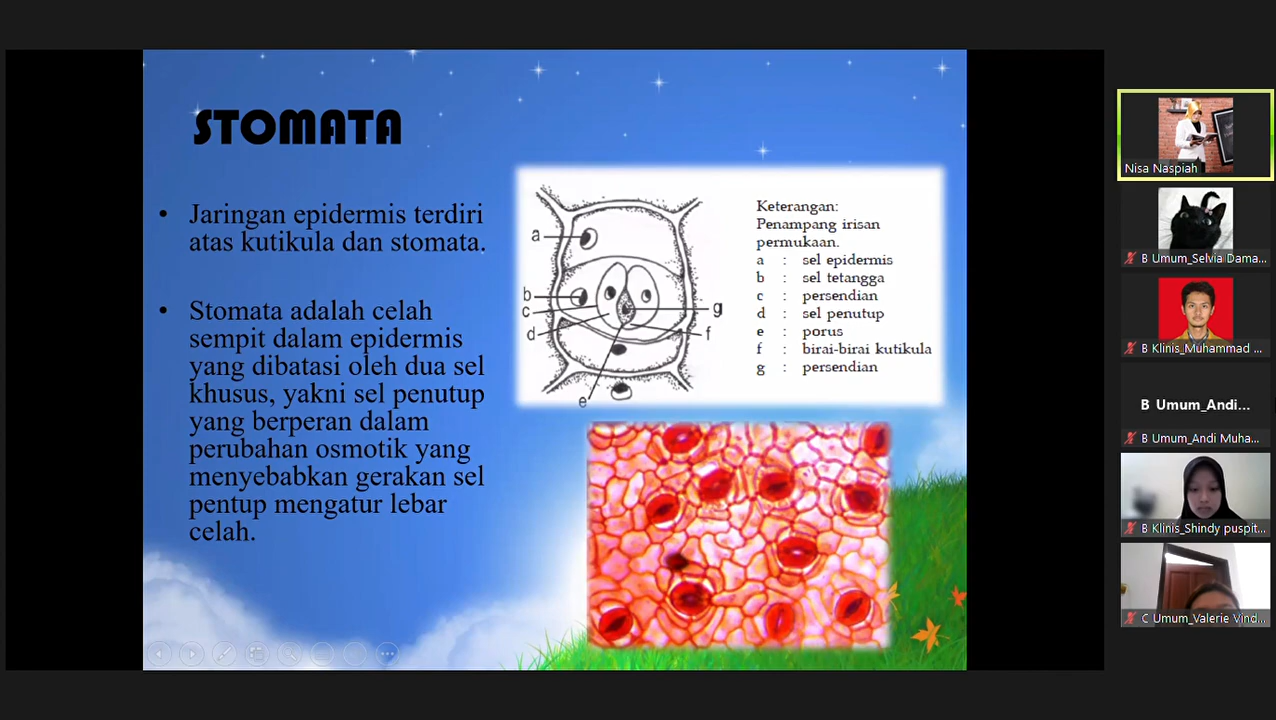 STOMATA
• Jaringan epidermis terdiri
atas kutikula dan stomata.
• Stomata adalah celah
sempit dalam epidermis
yang dibatasi oleh dua sel
khusus, yakni sel penutup
yang berperan dalam
perubahan osmotik yang
menyebabkan gerakan sel
pentup mengatur lebar
celah.
a
b
c
d
e
g
f
Keterangan:
Penampang irisan
permukaan.
a : sel epidermis
b : sel tetangga
c : persendian
d : sel penutup
e : porus
f : birai-birai kutikula
g : persendian
Nisa Naspiah
B Umum_Selvia Dama...
B Klinis_Muhammad ...
B Umum_Andi...
B Umum_Andi Muha...
B Klinis_Shindy puspit...
C Umum_Valerie Vind...